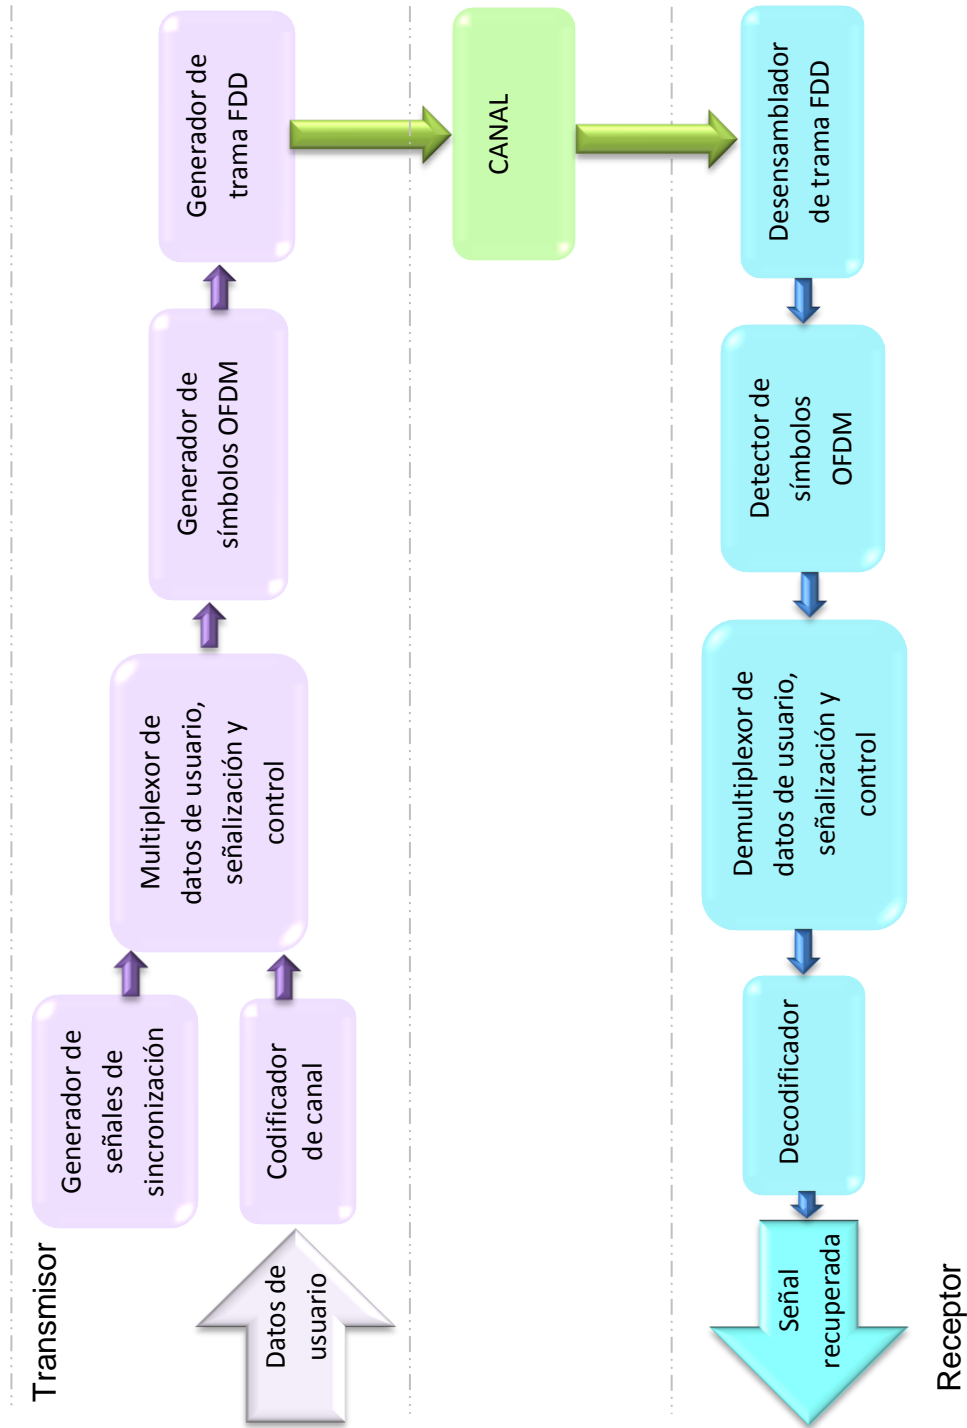 Transmisor
Datos de
usuario
Generador de
señales de
sincronización
Codificador
de canal
Multiplexor de
datos de usuario,
señalización y
control
Generador de
símbolos OFDM
Generador de
trama FDD
CANAL
Desensamblador
de trama FDD
Detector de
símbolos
OFDM
Demultiplexor de
datos de usuario,
señalización y
control
Decodificador
Señal
recuperada
Receptor